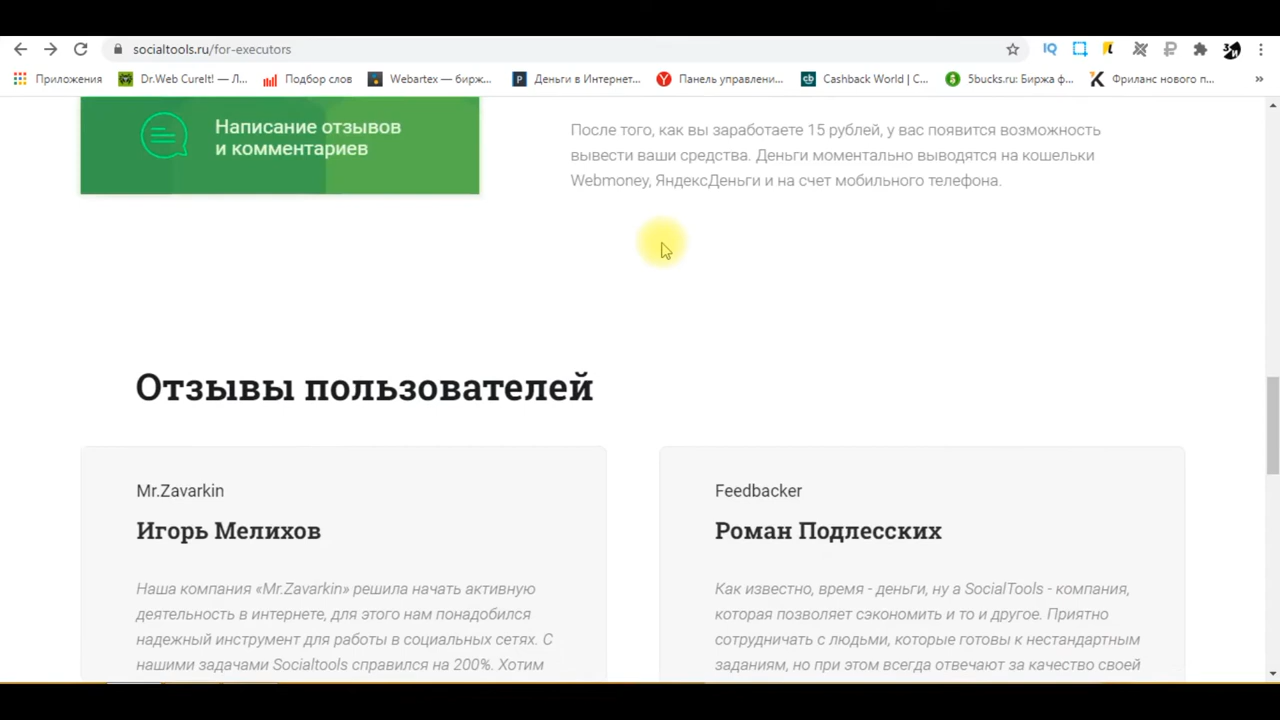 socialtools.ru/for-executors
Приложения
Dr.Web CureIt! — Л...
Подбор слов
Webartex — бирж...
Деньги в Интернет...
Панель управлени...
Cashback World | C...
5bucks.ru: Биржа ф...
Фриланс нового п...
Написание отзывов
и комментариев
После того, как вы заработаете 15 рублей, у вас появится возможность
вывести ваши средства. Деньги моментально выводятся на кошельки
Webmoney, ЯндексДеньги и на счет мобильного телефона.
Отзывы пользователей
Mr.Zavarkin
Игорь Мелихов
Наша компания «Mr.Zavarkin» решила начать активную
деятельность в интернете, для этого нам понадобился
надежный инструмент для работы в социальных сетях. С
нашими задачами Socialtools справился на 200%. Хотим
Feedbacker
Роман Подлесских
Как известно, время - деньги, ну а SocialTools - компания,
которая позволяет сэкономить и то и другое. Приятно
сотрудничать с людьми, которые готовы к нестандартным
заданиям, но при этом всегда отвечают за качество своей